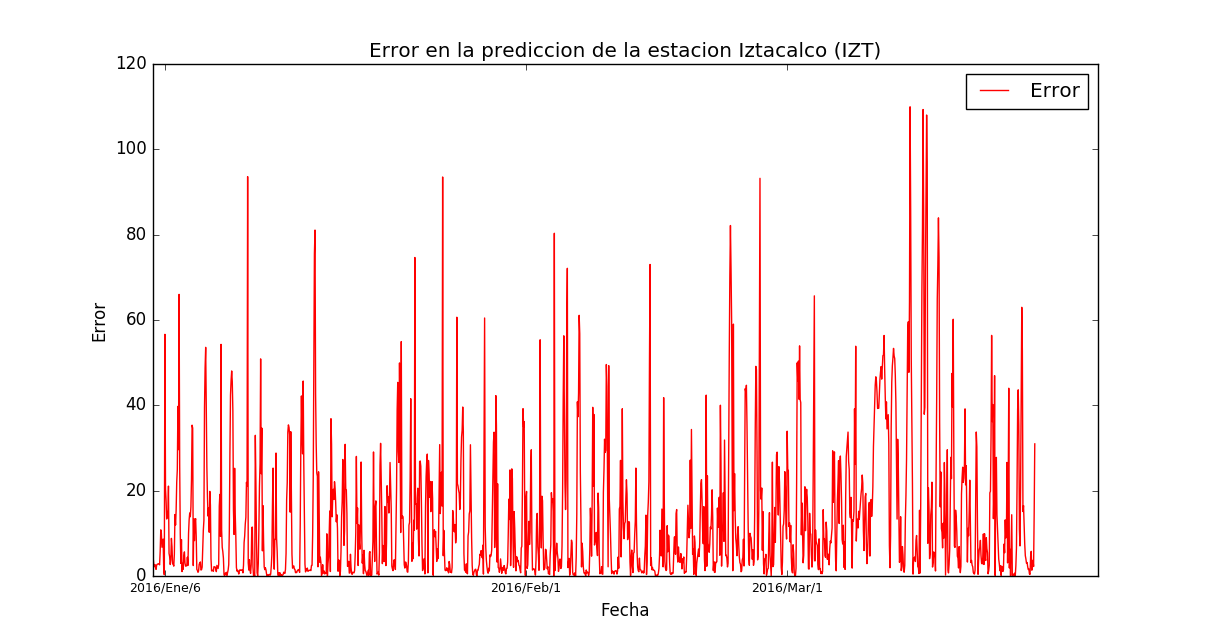 Error en la prediccion de la estacion Iztacalco (IZT)
120
100
80
60
40
20
0
Error
Error
2016/Ene/6
2016/Feb/1
2016/Mar/1
Fecha